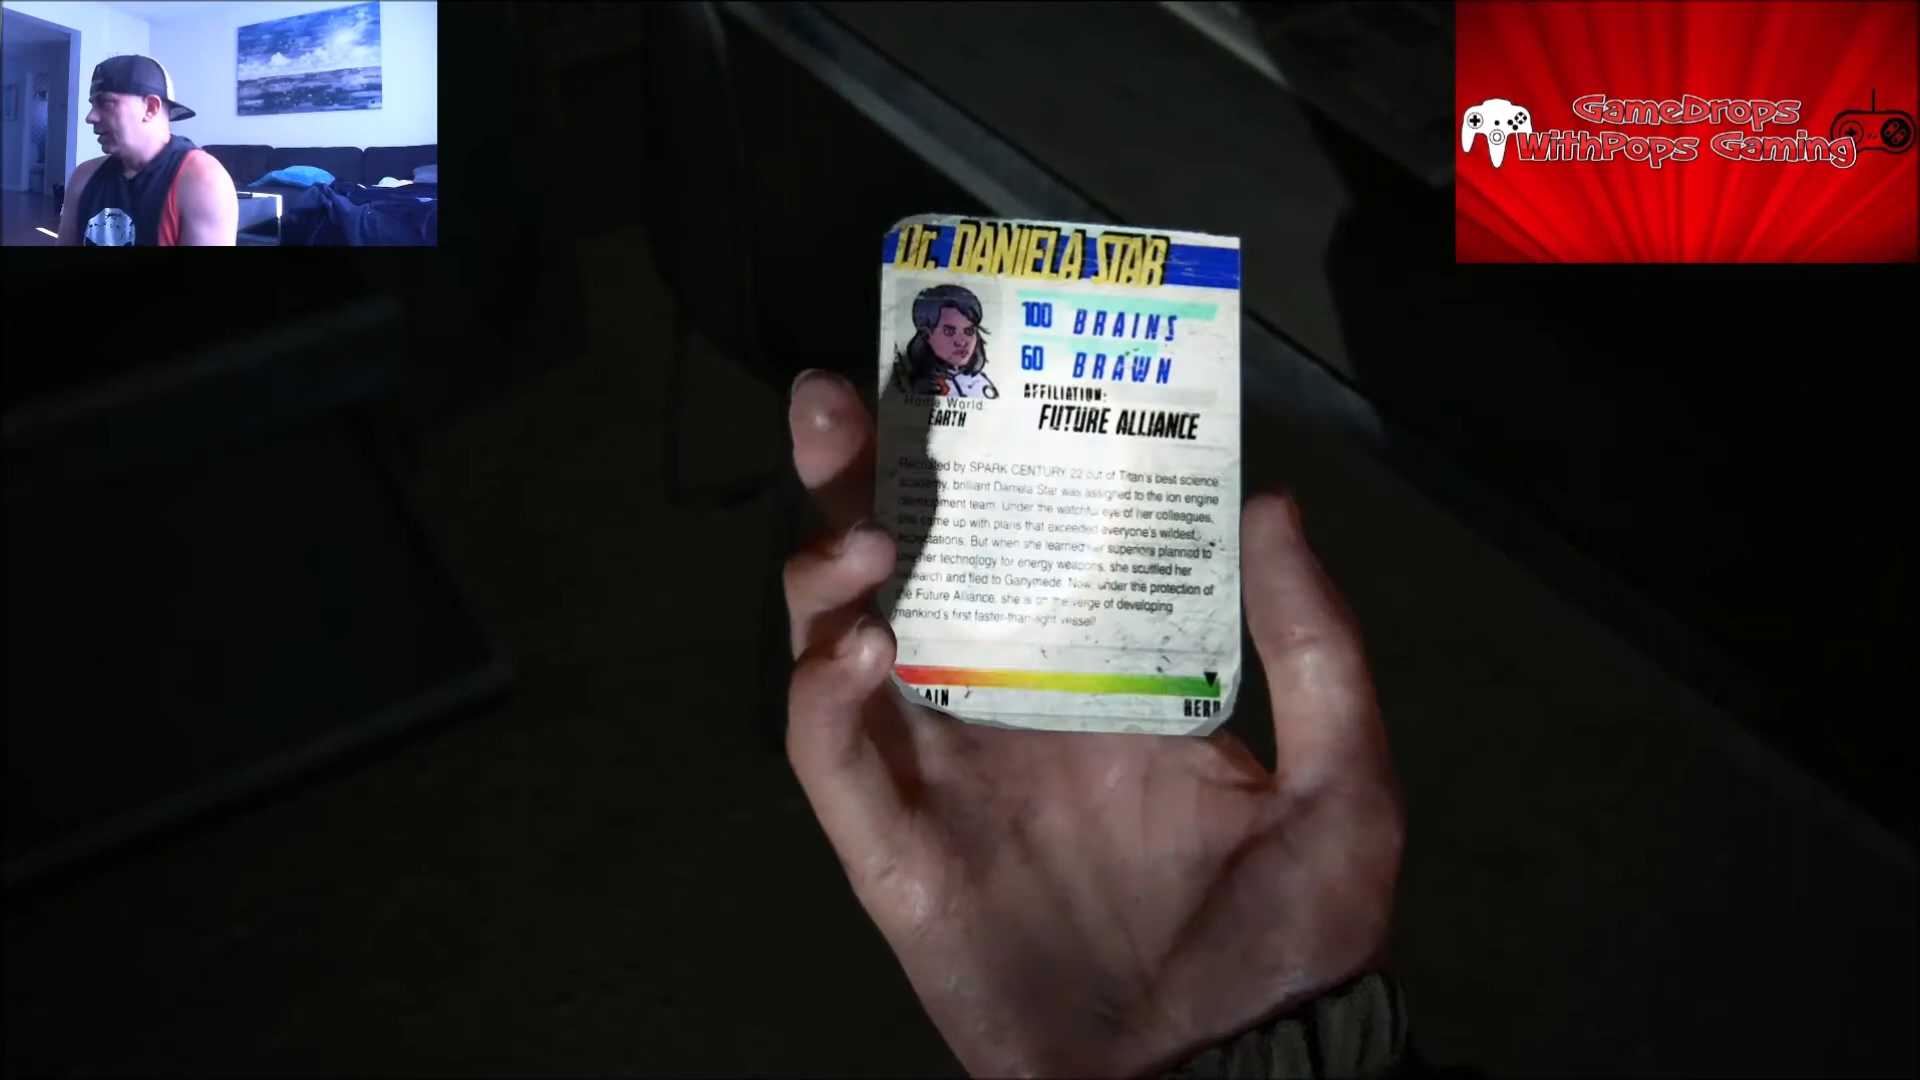 GameDrops
WithPops Gaming
Dr. DANIELA STAR
100 BRAINS
60 BRAWN
AFFILIATION:
FUTURE ALLIANCE
Home World
EARTH
Recruited by SPARK CENTURY 22 out of Titan's best science
academy, brilliant Daniela Star was assigned to the ion engine
development team. Under the watchful eye of her colleagues,
she came up with plans that exceeded everyone's wildest
expectations. But when she learned her superiors planned to
use her technology for energy weapons, she scuttled her
research and fled to Ganymede. Now under the protection of
the Future Alliance, she is on the verge of developing
mankind's first faster-than-light vessel!
HERO